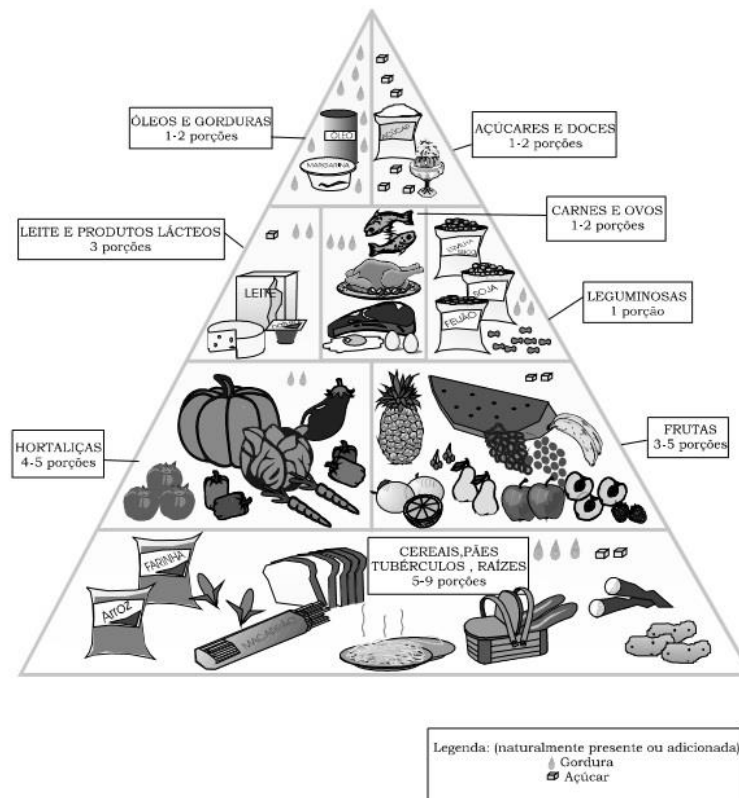 ÓLEOS E GORDURAS
1-2 porções
AÇÚCARES E DOCES
1-2 porções
ÓLEO
AÇÚCAR
MARGARINA
LEITE E PRODUTOS LÁCTEOS
3 porções
CARNES E OVOS
1-2 porções
LEITE
SOJA
FEIJÃO
LEGUMINOSAS
1 porção
HORTALIÇAS
4-5 porções
FRUTAS
3-5 porções
CEREAIS,PÃES
TUBÉRCULOS , RAÍZES
5-9 porções
FARINHA
MACARRÃO
Legenda: (naturalmente presente ou adicionada)
Gordura
Açúcar